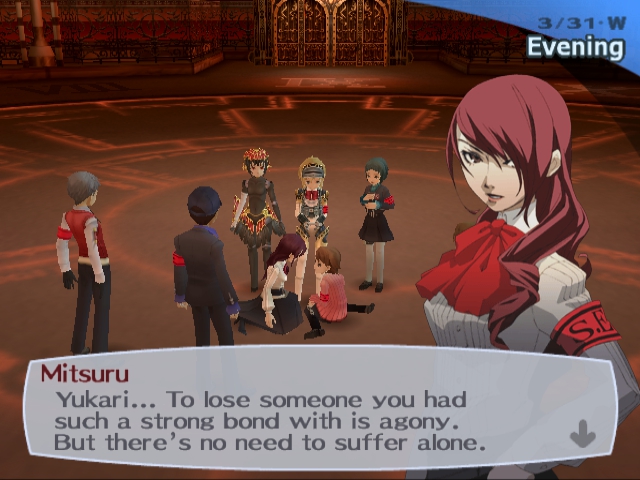 3/31·W
Evening
S.E
Mitsuru
Yukari... To lose someone you had
such a strong bond with is agony.
But there's no need to suffer alone.